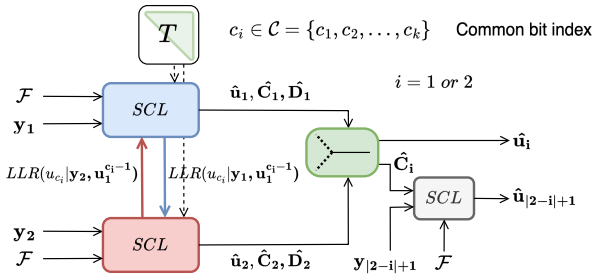 T
c_i ∈ 𝒞 = {c_1, c_2, . . . , c_k} Common bit index
ℱ
y_1
SCL
û_1, Ĉ_1, D̂_1
i = 1 or 2
LLR(u_{c_i}|y_2, u_1^{c_i−1})
LLR(u_{c_i}|y_1, u_1^{c_i−1})
û_i
Ĉ_i
SCL
û_{|2−i|+1}
y_2
ℱ
SCL
û_2, Ĉ_2, D̂_2
y_{|2−i|+1}
ℱ